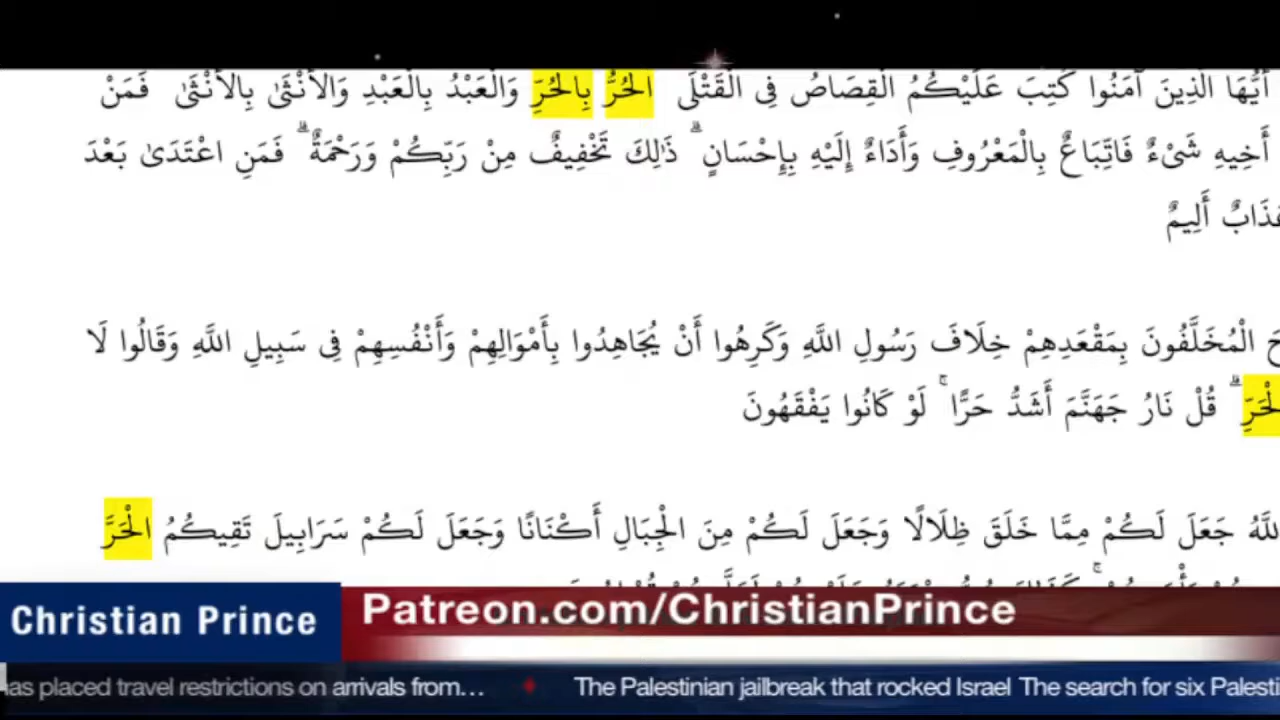 أَيُّهَا الَّذِينَ آمَنُوا كُتِبَ عَلَيْكُمُ الْقِصَاصُ فِى الْقَتْلَى الْحُرُّ بِالْحُرِّ وَالْعَبْدُ بِالْعَبْدِ وَالْأُنْثَىٰ بِالْأُنْثَىٰ فَمَنْ
أَخِيهِ شَىْءٌ فَاتِّبَاعٌ بِالْمَعْرُوفِ وَأَدَاءٌ إِلَيْهِ بِإِحْسَانٍ ۗ ذَٰلِكَ تَخْفِيفٌ مِنْ رَبِّكُمْ وَرَحْمَةٌ ۗ فَمَنِ اعْتَدَىٰ بَعْدَ
عَذَابٌ أَلِيمٌ
الْمُخَلَّفُونَ بِمَقْعَدِهِمْ خِلَافَ رَسُولِ اللَّهِ وَكَرِهُوا أَنْ يُجَاهِدُوا بِأَمْوَالِهِمْ وَأَنْفُسِهِمْ فِى سَبِيلِ اللَّهِ وَقَالُوا لَا
الْحَرِّ ۗ قُلْ نَارُ جَهَنَّمَ أَشَدُّ حَرًّا ۚ لَوْ كَانُوا يَفْقَهُونَ
اللَّهُ جَعَلَ لَكُمْ مِمَّا خَلَقَ ظِلَالًا وَجَعَلَ لَكُمْ مِنَ الْجِبَالِ أَكْنَانًا وَجَعَلَ لَكُمْ سَرَابِيلَ تَقِيكُمُ الْحَرَّ
Christian Prince
Patreon.com/ChristianPrince
has placed travel restrictions on arrivals from... ♦ The Palestinian jailbreak that rocked Israel The search for six Palesti